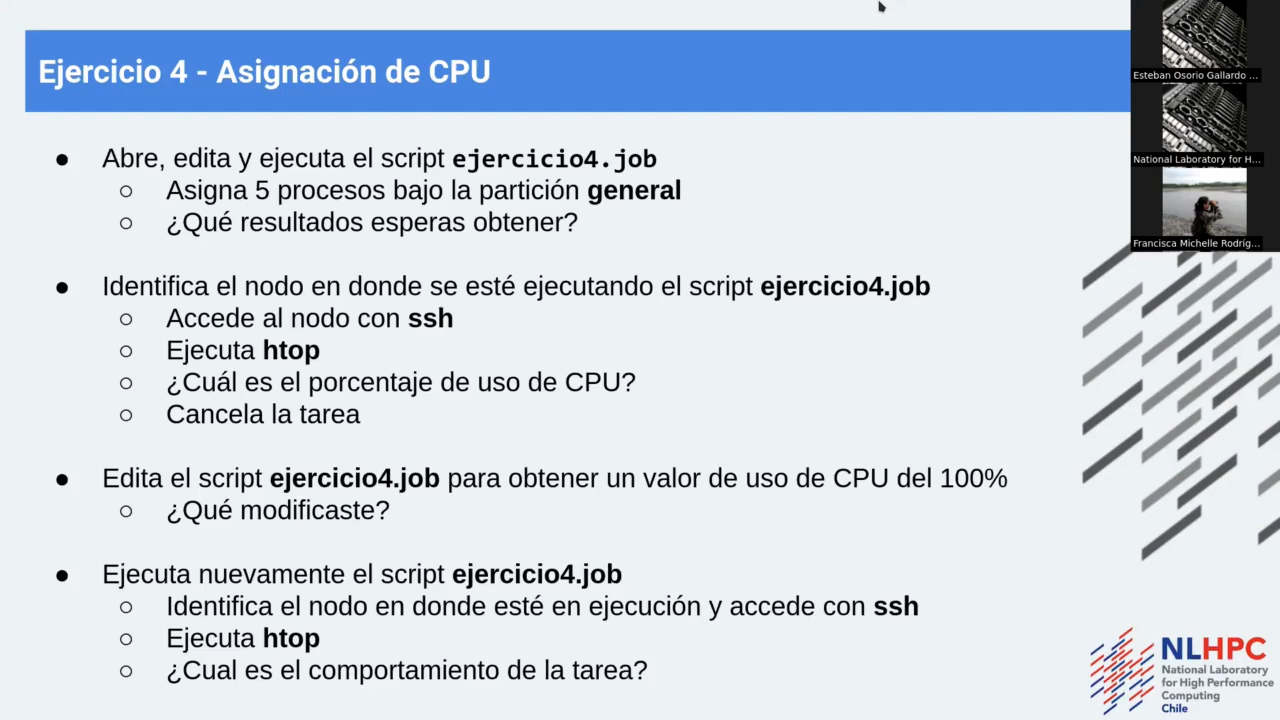 Ejercicio 4 - Asignación de CPU
Esteban Osorio Gallardo ...
National Laboratory for H...
Francisca Michelle Rodríg...
● Abre, edita y ejecuta el script ejercicio4.job
○ Asigna 5 procesos bajo la partición general
○ ¿Qué resultados esperas obtener?
● Identifica el nodo en donde se esté ejecutando el script ejercicio4.job
○ Accede al nodo con ssh
○ Ejecuta htop
○ ¿Cuál es el porcentaje de uso de CPU?
○ Cancela la tarea
● Edita el script ejercicio4.job para obtener un valor de uso de CPU del 100%
○ ¿Qué modificaste?
● Ejecuta nuevamente el script ejercicio4.job
○ Identifica el nodo en donde esté en ejecución y accede con ssh
○ Ejecuta htop
○ ¿Cual es el comportamiento de la tarea?
NLHPC
National Laboratory
for High Performance
Computing
Chile